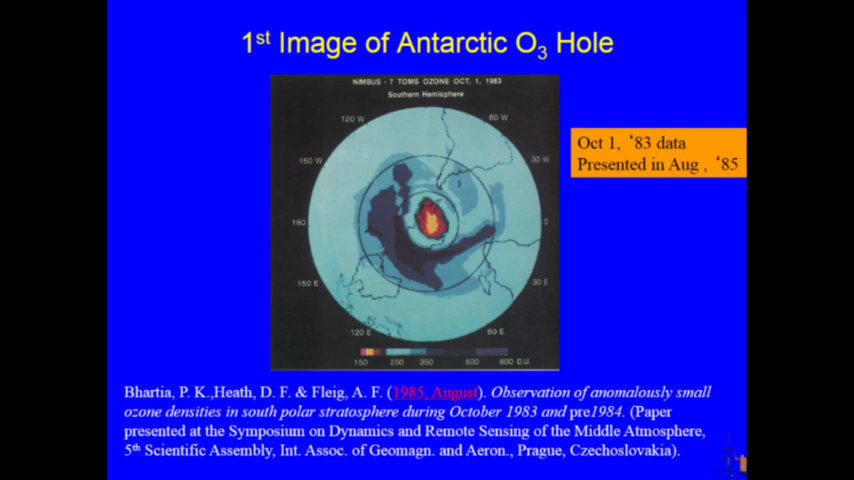 1st Image of Antarctic O3 Hole
NIMBUS - 7 TOMS OZONE OCT. 1, 1983
Southern Hemisphere
120 W
60 W
150 W
30 W
180
0
150 E
30 E
120 E
60 E
150 250 350 500 600 D.U.
Oct 1, ‘83 data
Presented in Aug , ‘85
Bhartia, P. K.,Heath, D. F. & Fleig, A. F. (1985, August). Observation of anomalously small
ozone densities in south polar stratosphere during October 1983 and pre1984. (Paper
presented at the Symposium on Dynamics and Remote Sensing of the Middle Atmosphere,
5th Scientific Assembly, Int. Assoc. of Geomagn. and Aeron., Prague, Czechoslovakia).